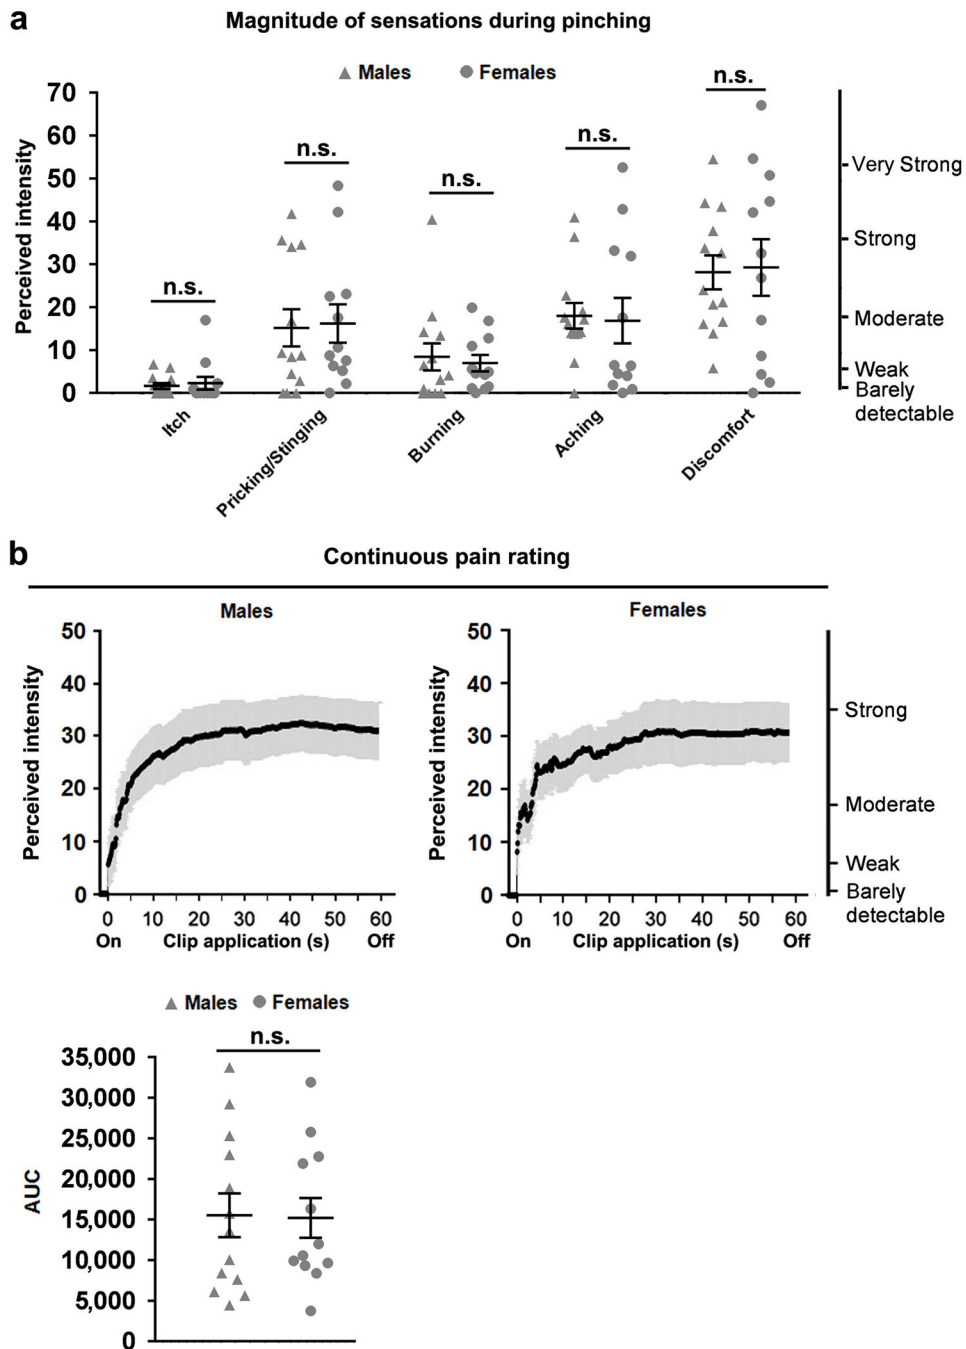 a
Magnitude of sensations during pinching
Males Females
Perceived intensity
70
60
50
40
30
20
10
0
n.s.
n.s.
n.s.
n.s.
n.s.
Very Strong
Strong
Moderate
Weak
Barely
detectable
Itch
Pricking/Stinging
Burning
Aching
Discomfort
b
Continuous pain rating
Males
Perceived intensity
50
40
30
20
10
0
0 10 20 30 40 50 60
On Clip application (s) Off
Females
Perceived intensity
50
40
30
20
10
0
0 10 20 30 40 50 60
On Clip application (s) Off
Strong
Moderate
Weak
Barely
detectable
Males Females
n.s.
AUC
35,000
30,000
25,000
20,000
15,000
10,000
5,000
0